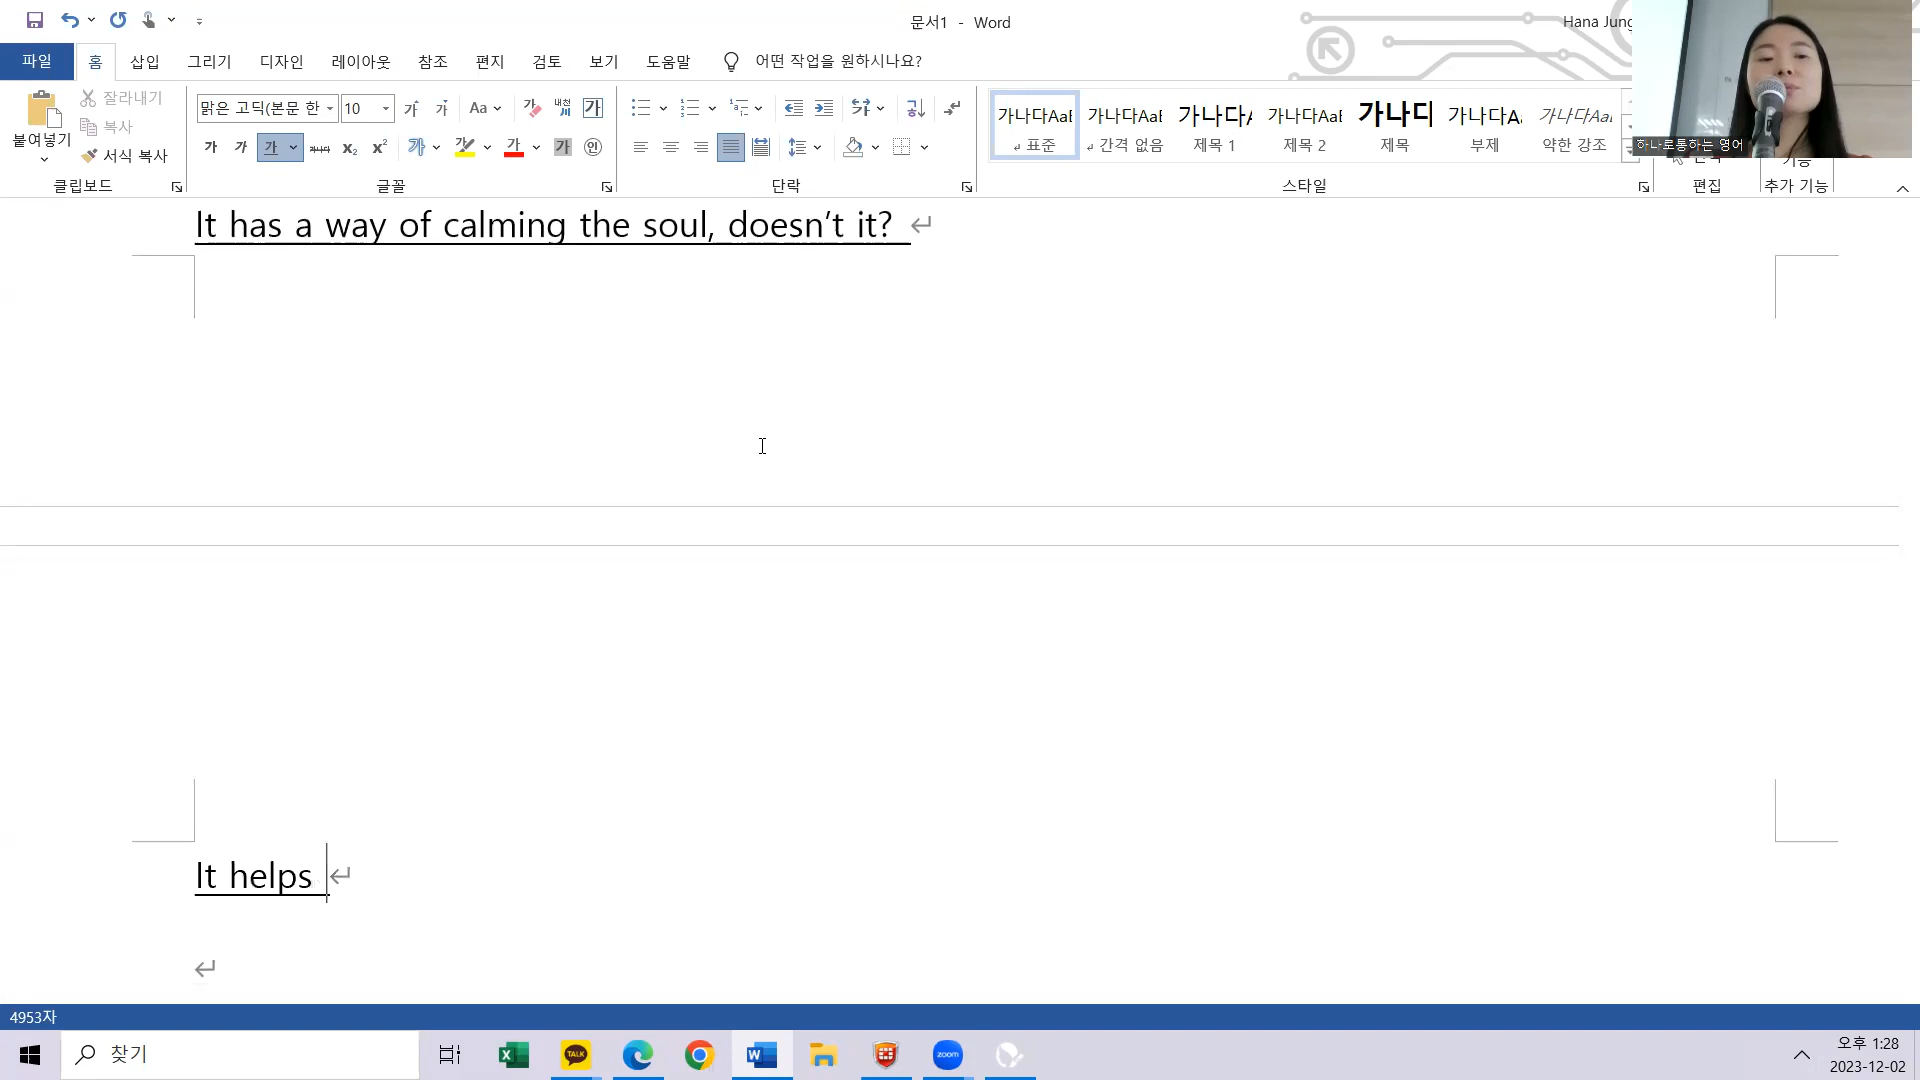 문서1 - Word
Hana Jung
파일 홈 삽입 그리기 디자인 레이아웃 참조 편지 검토 보기 도움말 어떤 작업을 원하시나요?
붙여넣기
잘라내기
복사
서식 복사
클립보드
맑은 고딕(본문 한 10
글꼴
단락
가나다AaB 표준
가나다AaB 간격 없음
가나다 제목 1
가나다AaB 제목 2
가나다 제목
가나다A 부제
가나다Aa 약한 강조
스타일
편집
추가 기능
하나로통하는 영어
It has a way of calming the soul, doesn’t it?
It helps
4953자
찾기
TALK
zoom
오후 1:28
2023-12-02